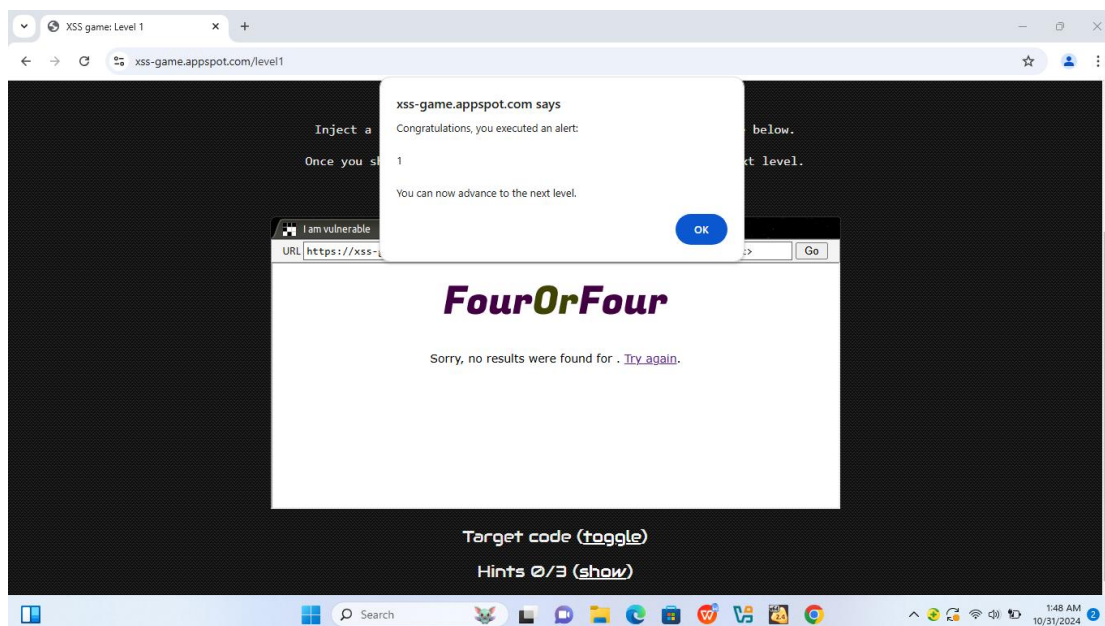 XSS game: Level 1
xss-game.appspot.com/level1
xss-game.appspot.com says
Congratulations, you executed an alert:
1
You can now advance to the next level.
OK
Inject a
below.
Once you
next level.
I am vulnerable
URL https://xss- Go
FourOrFour
Sorry, no results were found for . Try again.
Target code (toggle)
Hints 0/3 (show)
Search
1:48 AM
10/31/2024
2